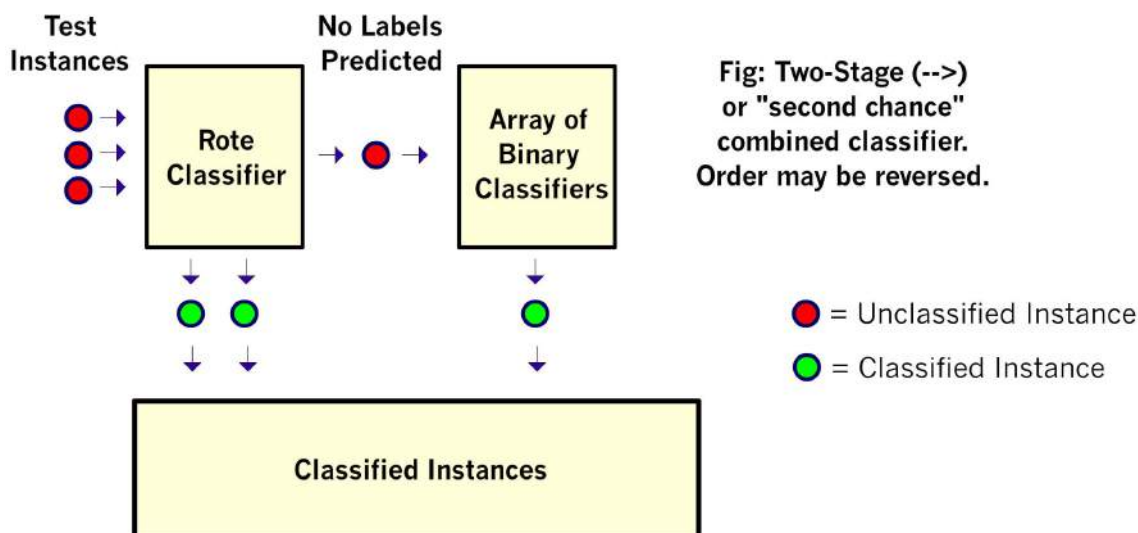 Test
Instances
No Labels
Predicted
Rote
Classifier
Array of
Binary
Classifiers
Fig: Two-Stage (-->)
or "second chance"
combined classifier.
Order may be reversed.
= Unclassified Instance
= Classified Instance
Classified Instances